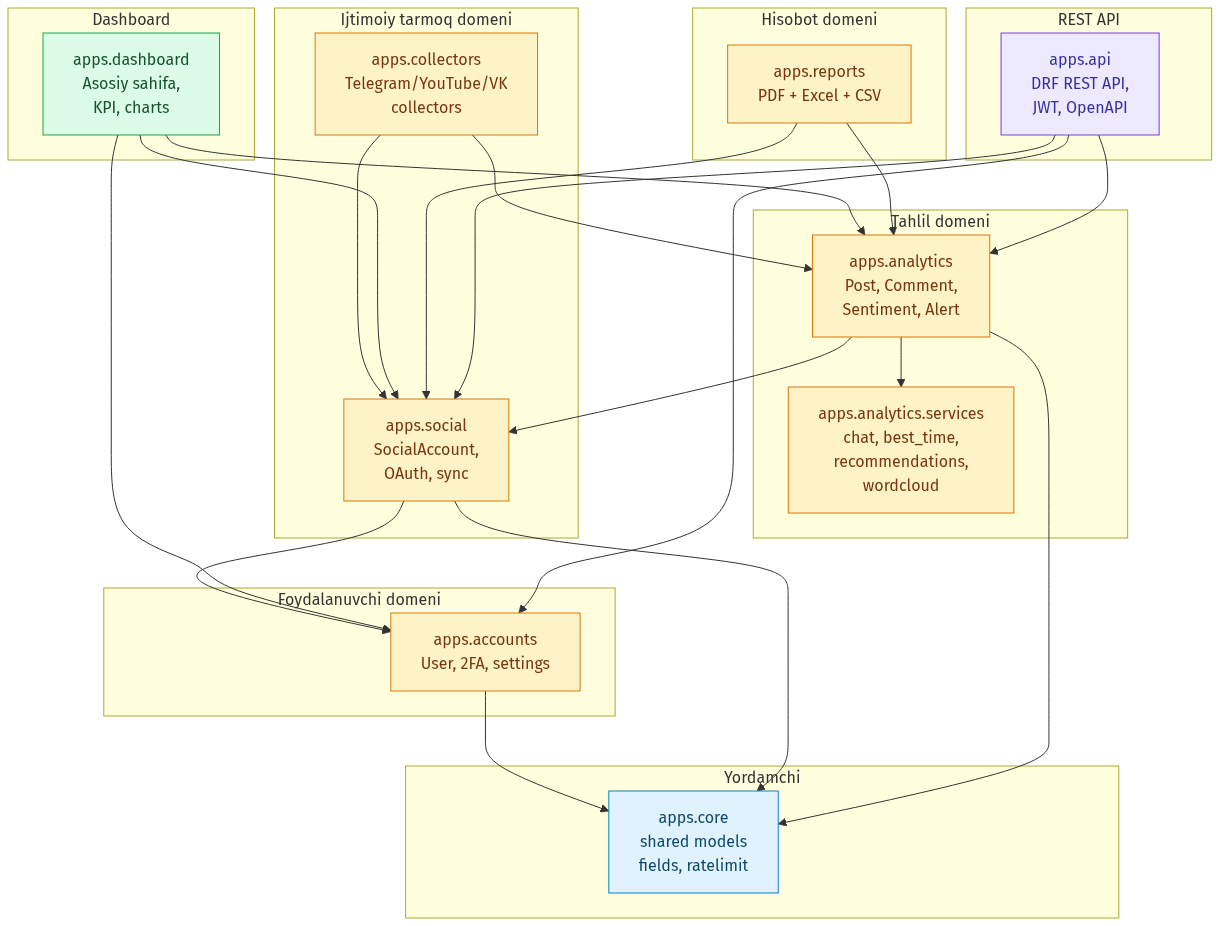 Dashboard
apps.dashboard
Asosiy sahifa,
KPI, charts
Ijtimoiy tarmoq domeni
apps.collectors
Telegram/YouTube/VK
collectors
Hisobot domeni
apps.reports
PDF + Excel + CSV
REST API
apps.api
DRF REST API,
JWT, OpenAPI
Tahlil domeni
apps.analytics
Post, Comment,
Sentiment, Alert
apps.social
SocialAccount,
OAuth, sync
apps.analytics.services
chat, best_time,
recommendations,
wordcloud
Foydalanuvchi domeni
apps.accounts
User, 2FA, settings
Yordamchi
apps.core
shared models
fields, ratelimit